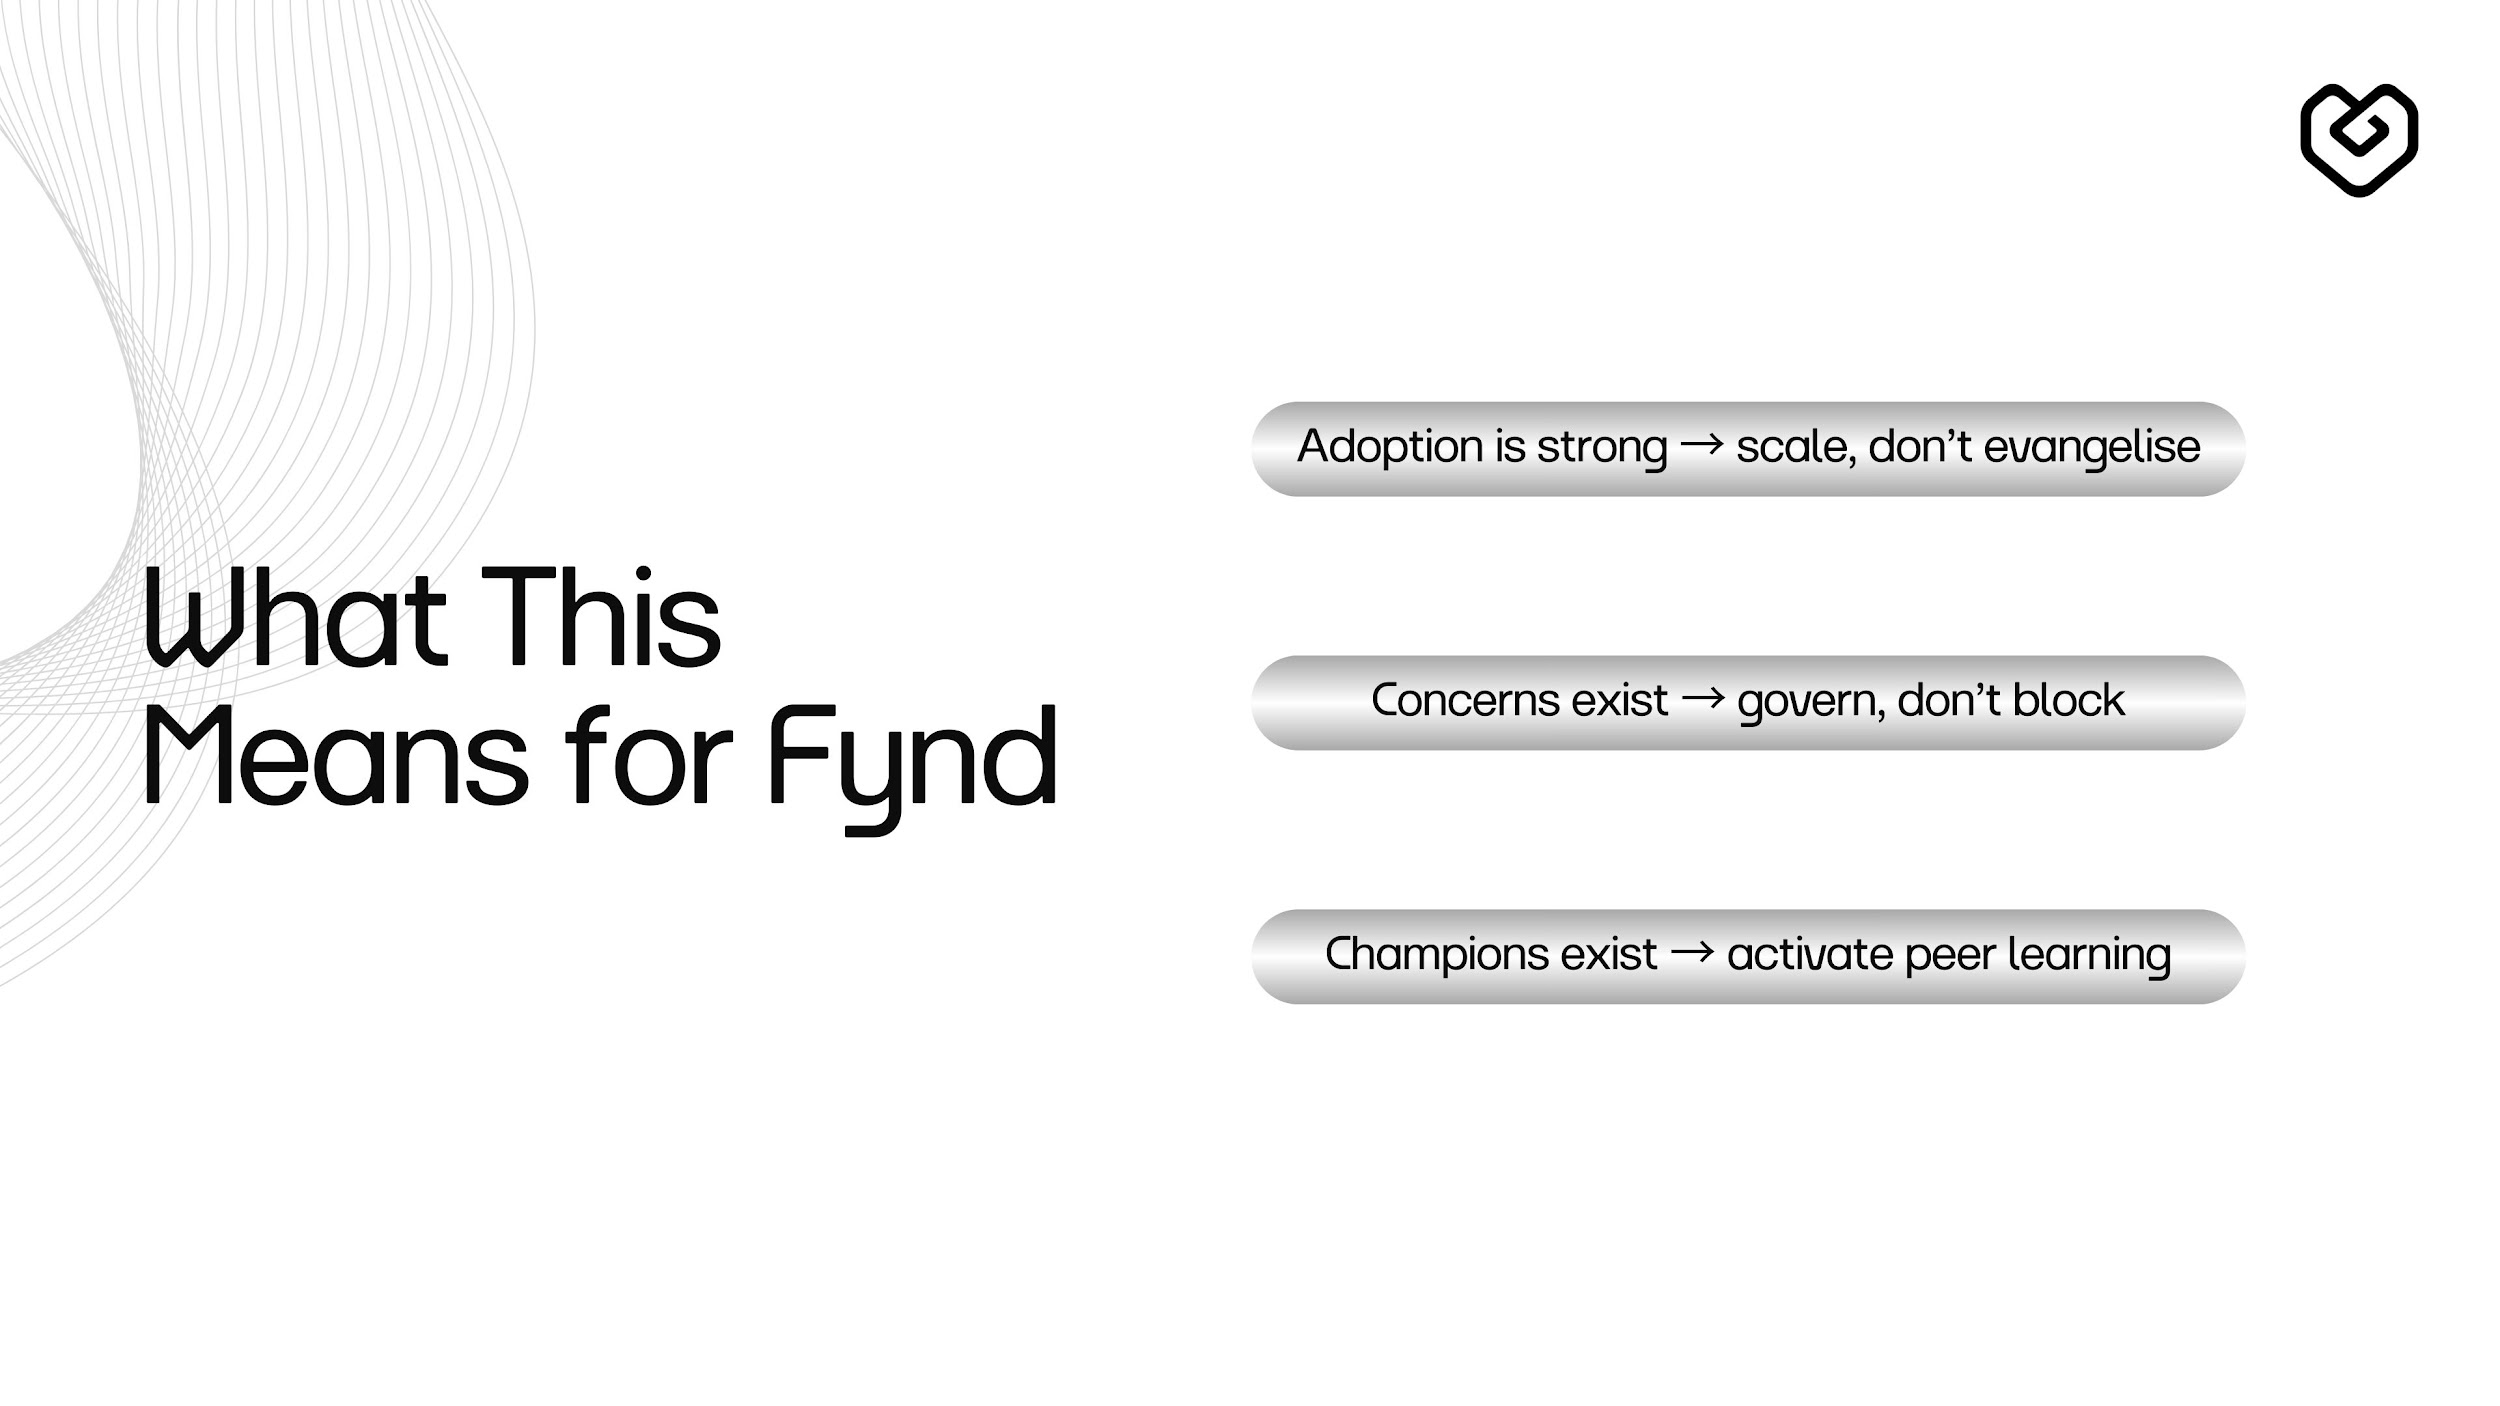 What This
Means for Fynd
Adoption is strong → scale, don’t evangelise
Concerns exist → govern, don’t block
Champions exist → activate peer learning